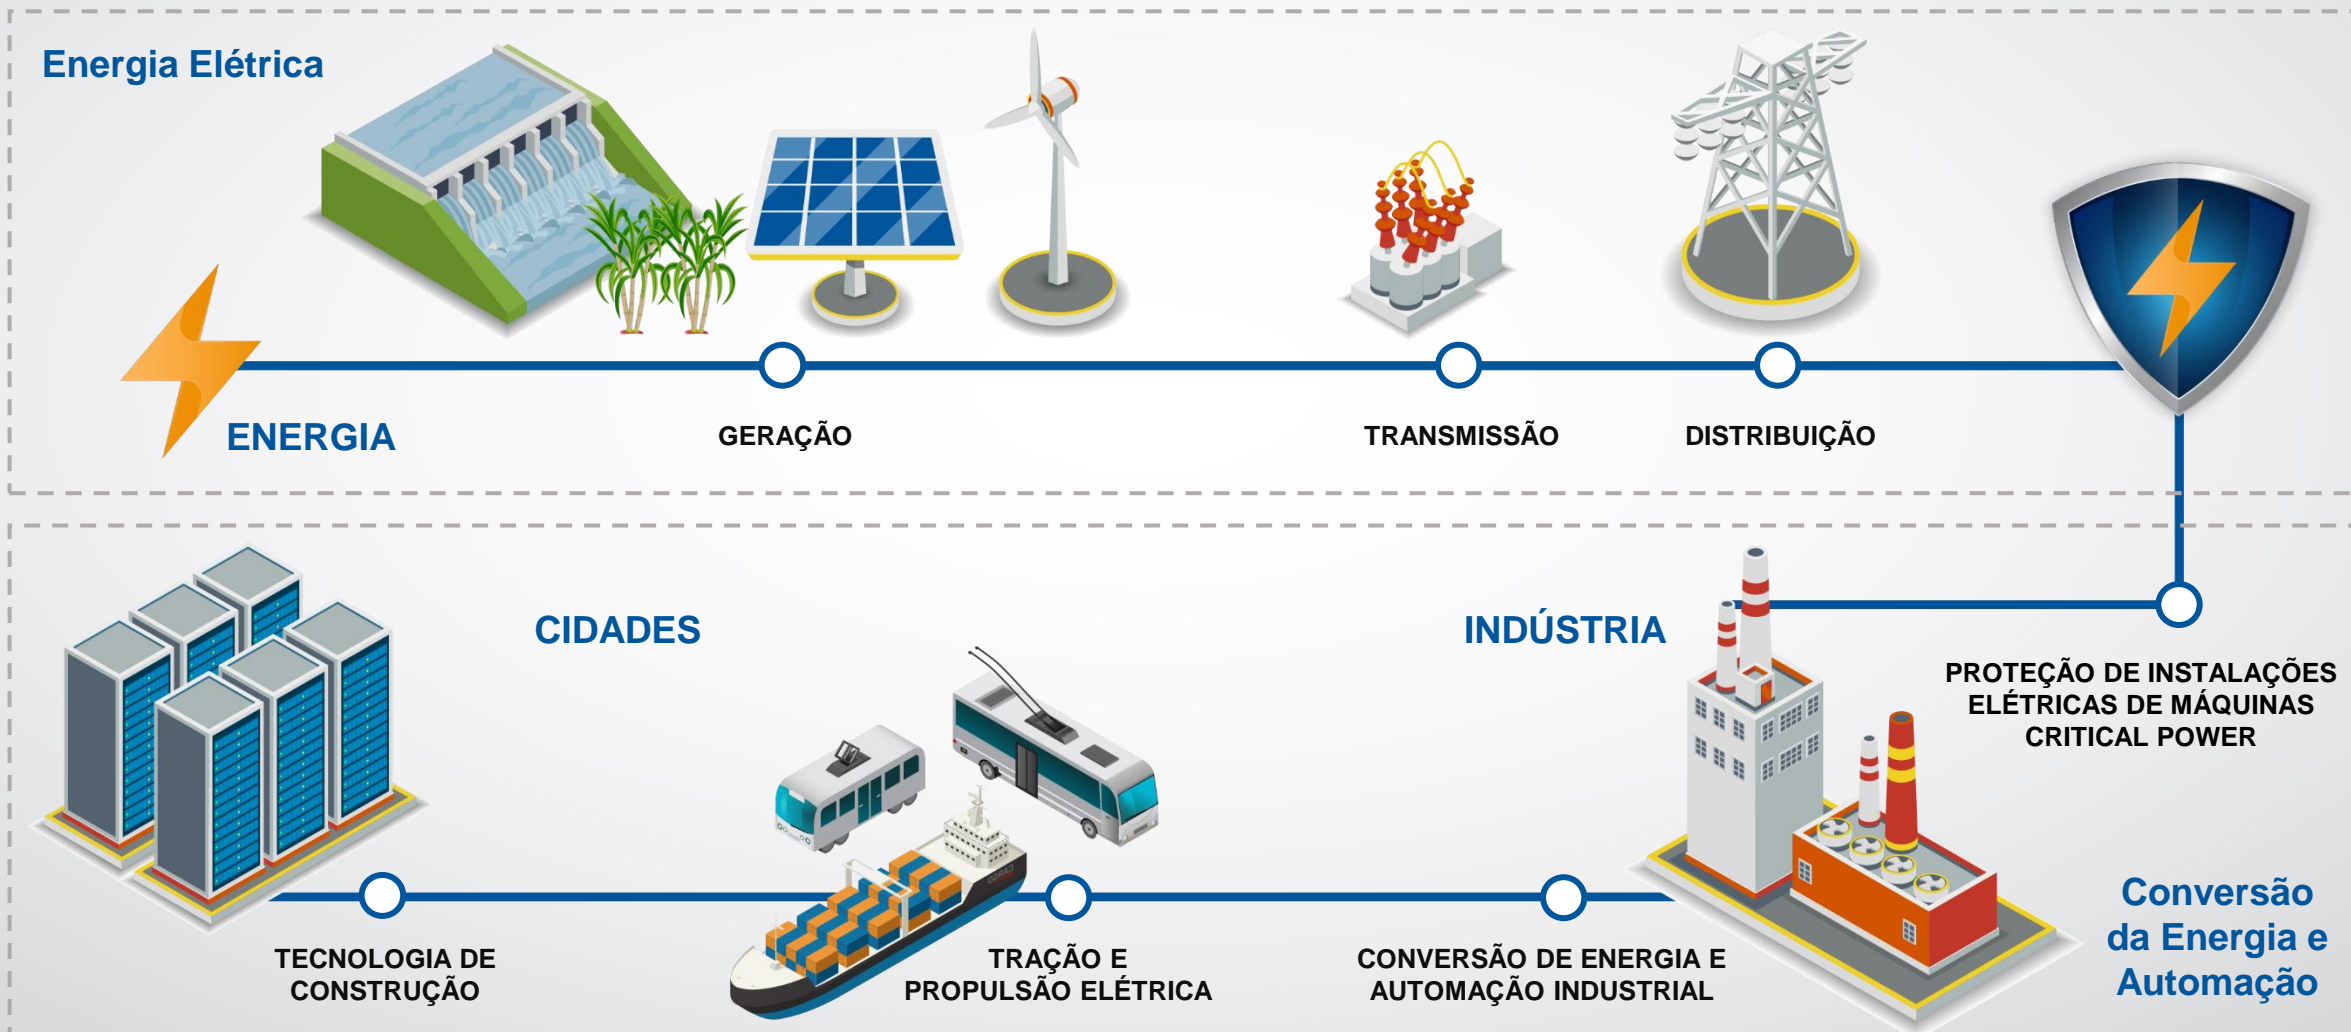 Energia Elétrica
ENERGIA
GERAÇÃO
TRANSMISSÃO
DISTRIBUIÇÃO
CIDADES
INDÚSTRIA
PROTEÇÃO DE INSTALAÇÕES
ELÉTRICAS DE MÁQUINAS
CRITICAL POWER
TECNOLOGIA DE
CONSTRUÇÃO
TRAÇÃO E
PROPULSÃO ELÉTRICA
CONVERSÃO DE ENERGIA E
AUTOMAÇÃO INDUSTRIAL
Conversão
da Energia e
Automação